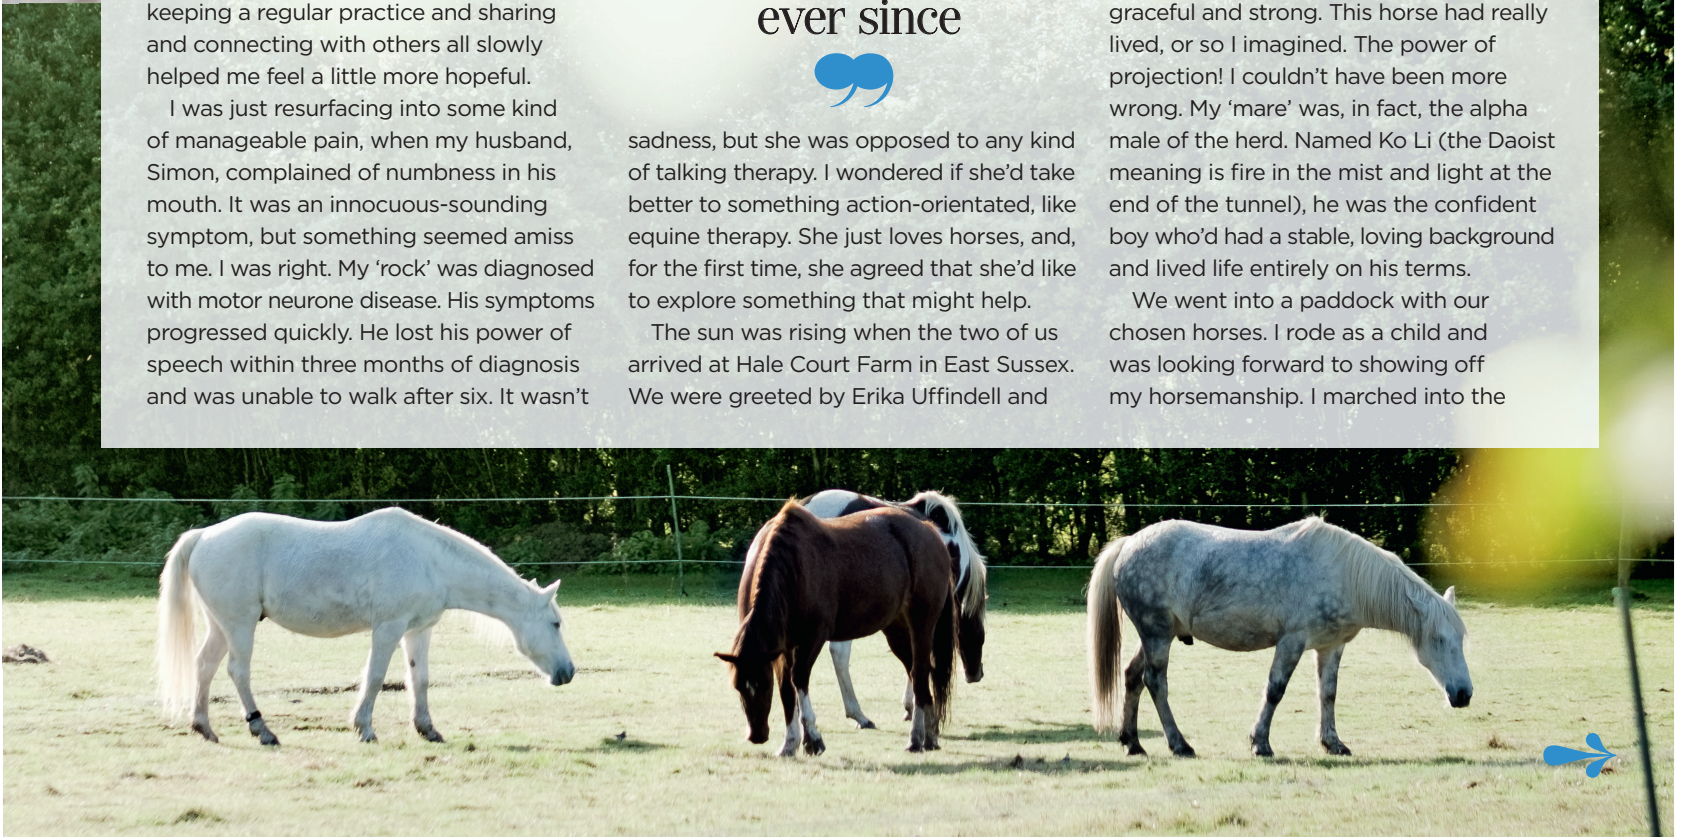 keeping a regular practice and sharing
and connecting with others all slowly
helped me feel a little more hopeful.
I was just resurfacing into some kind
of manageable pain, when my husband,
Simon, complained of numbness in his
mouth. It was an innocuous-sounding
symptom, but something seemed amiss
to me. I was right. My ‘rock’ was diagnosed
with motor neurone disease. His symptoms
progressed quickly. He lost his power of
speech within three months of diagnosis
and was unable to walk after six. It wasn’t
ever since
”
sadness, but she was opposed to any kind
of talking therapy. I wondered if she’d take
better to something action-orientated, like
equine therapy. She just loves horses, and,
for the first time, she agreed that she’d like
to explore something that might help.
The sun was rising when the two of us
arrived at Hale Court Farm in East Sussex.
We were greeted by Erika Uffindell and
graceful and strong. This horse had really
lived, or so I imagined. The power of
projection! I couldn’t have been more
wrong. My ‘mare’ was, in fact, the alpha
male of the herd. Named Ko Li (the Daoist
meaning is fire in the mist and light at the
end of the tunnel), he was the confident
boy who’d had a stable, loving background
and lived life entirely on his terms.
We went into a paddock with our
chosen horses. I rode as a child and
was looking forward to showing off
my horsemanship. I marched into the